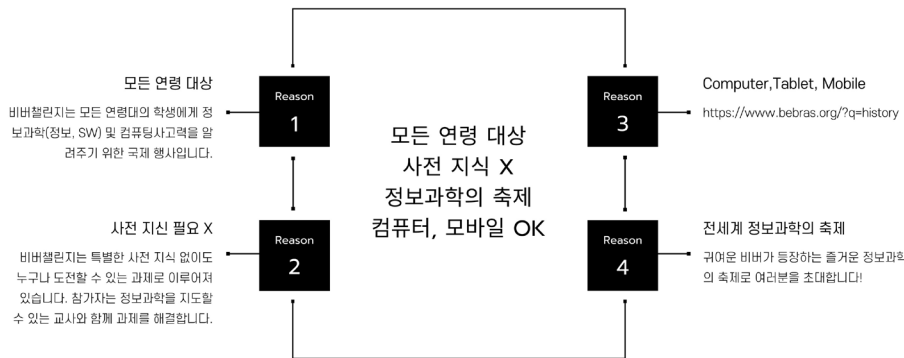 모든 연령 대상
비버챌린지는 모든 연령대의 학생에게 정
보과학(정보, SW) 및 컴퓨팅사고력을 알
려주기 위한 국제 행사입니다.
Reason
1
사전 지신 필요 X
비버챌린지는 특별한 사전 지식 없이도
누구나 도전할 수 있는 과제로 이루어져
있습니다. 참가자는 정보과학을 지도할
수 있는 교사와 함께 과제를 해결합니다.
Reason
2
모든 연령 대상
사전 지식 X
정보과학의 축제
컴퓨터, 모바일 OK
Reason
3
Computer,Tablet, Mobile
https://www.bebras.org/?q=history
Reason
4
전세계 정보과학의 축제
귀여운 비버가 등장하는 즐거운 정보과학
의 축제로 여러분을 초대합니다!